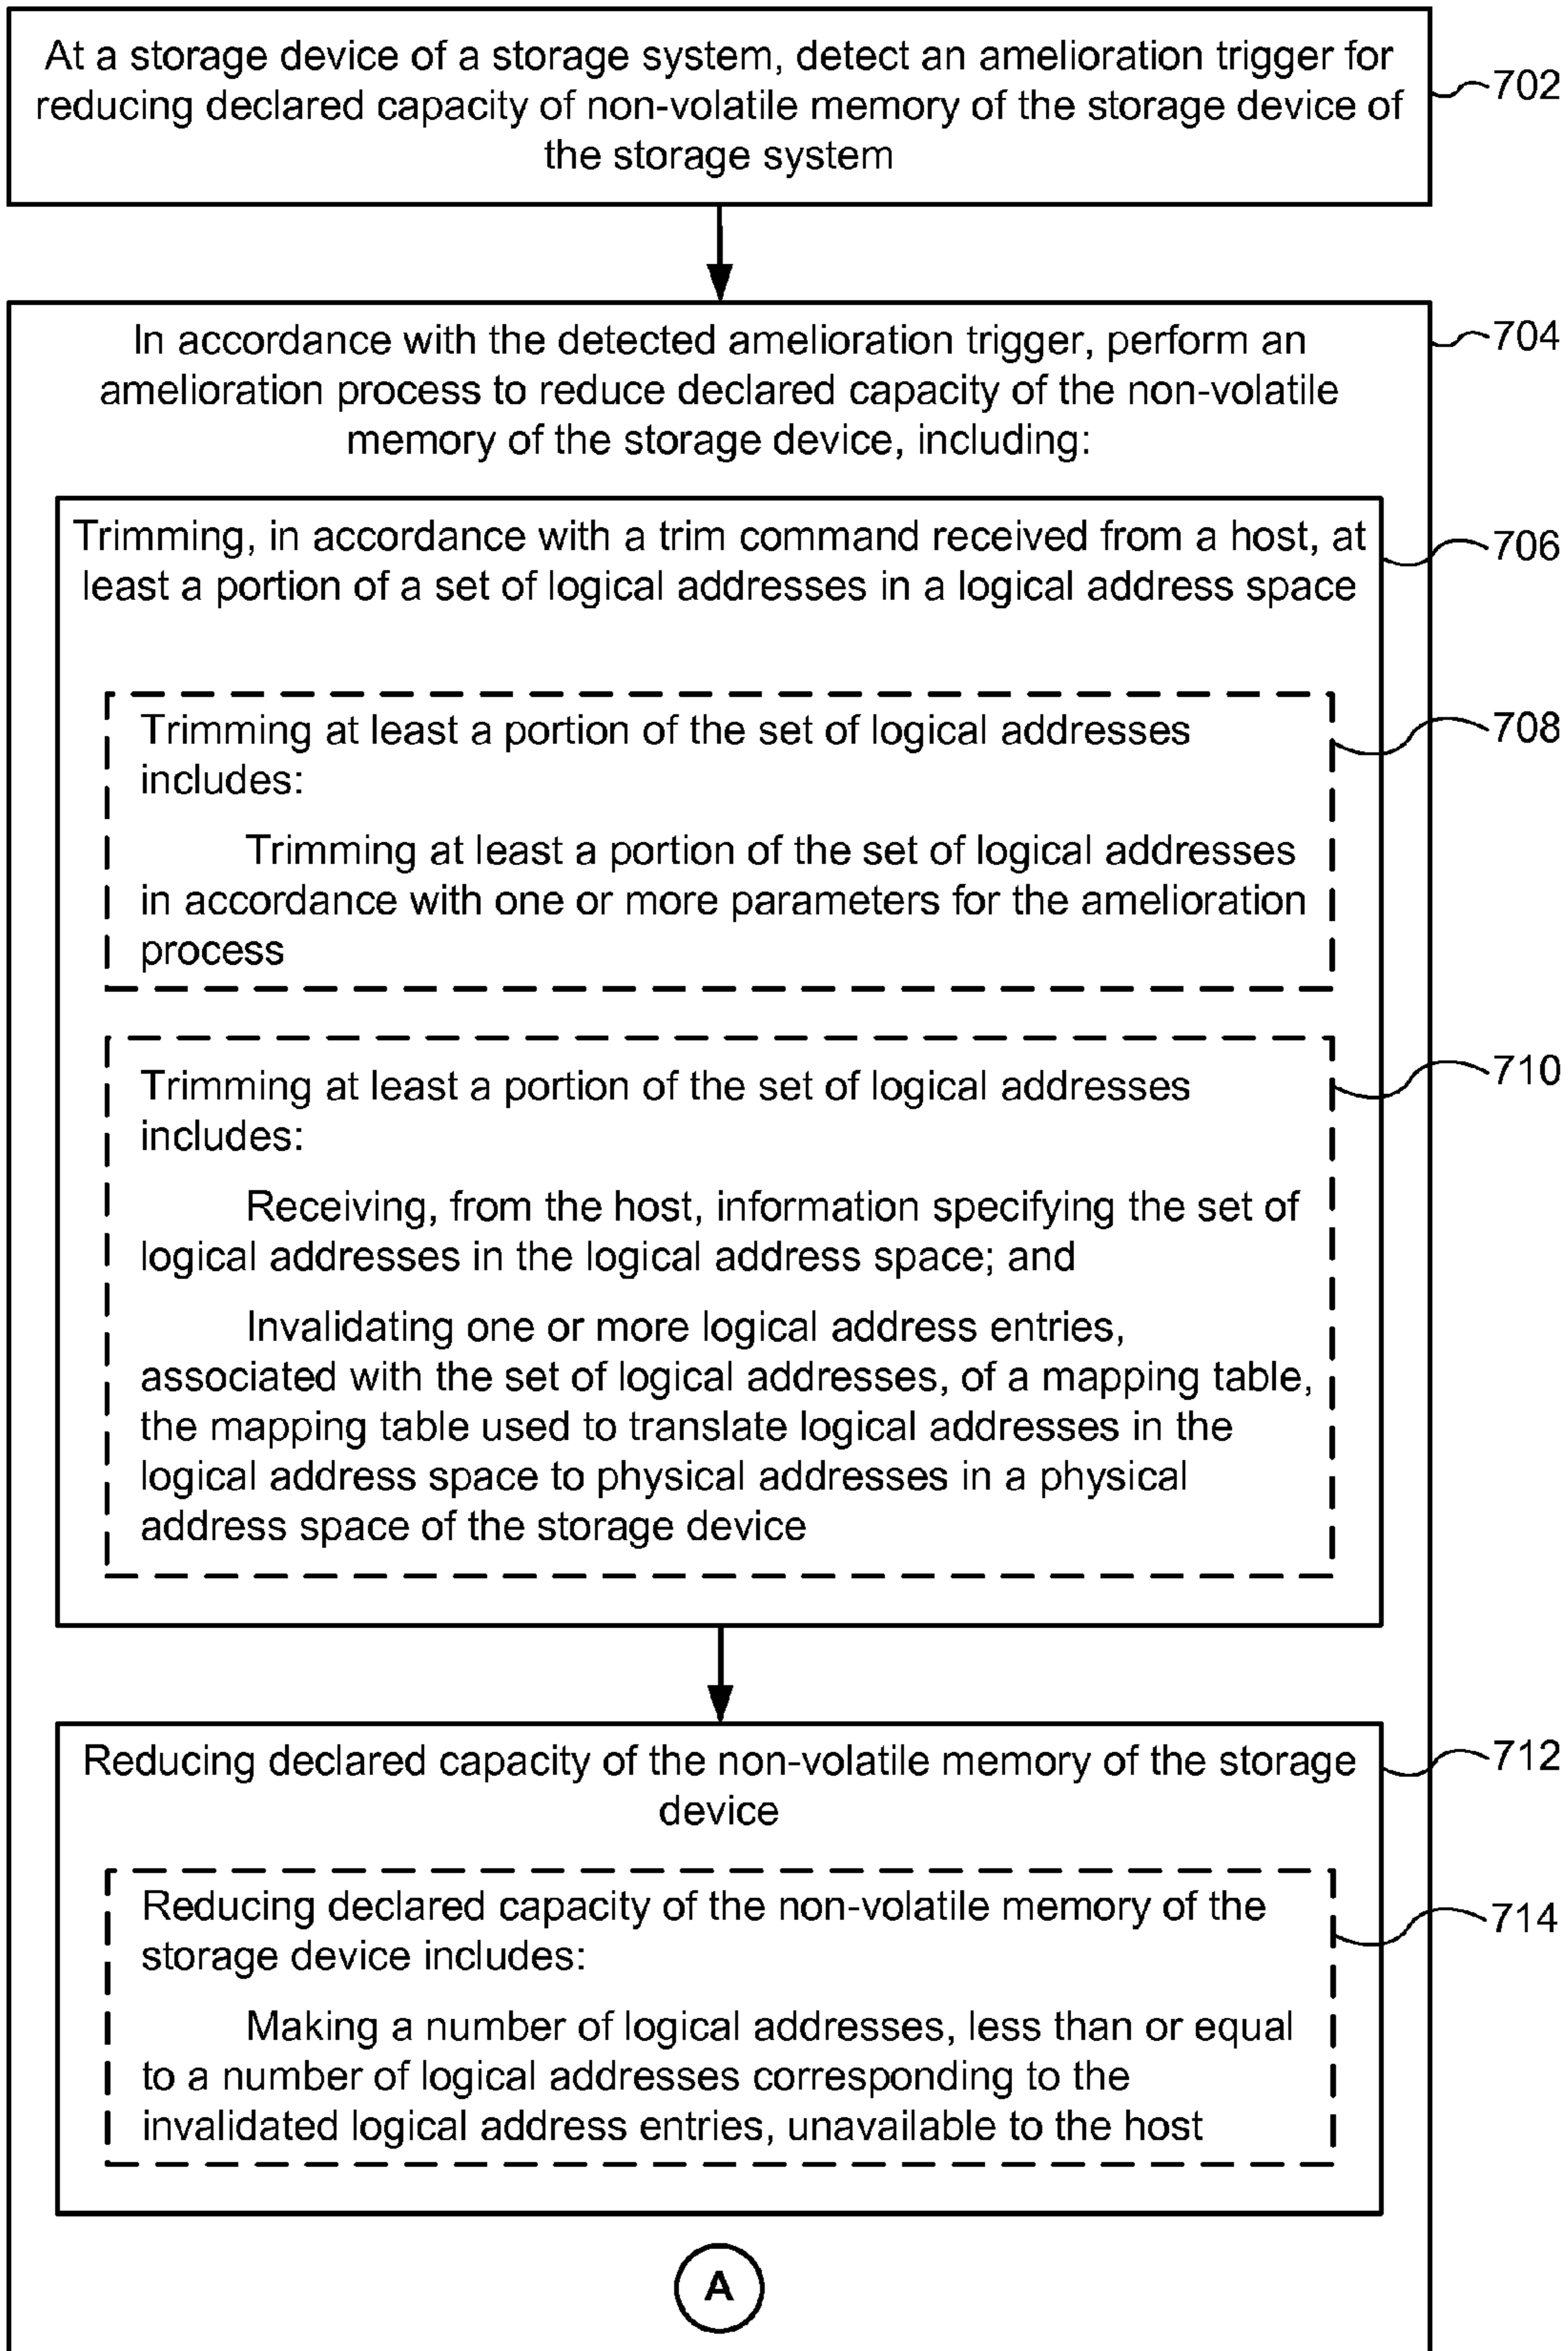 At a storage device of a storage system, detect an amelioration trigger for
reducing declared capacity of non-volatile memory of the storage device of
the storage system
702
In accordance with the detected amelioration trigger, perform an
amelioration process to reduce declared capacity of the non-volatile
memory of the storage device, including:
704
Trimming, in accordance with a trim command received from a host, at
least a portion of a set of logical addresses in a logical address space
706
Trimming at least a portion of the set of logical addresses
includes:
Trimming at least a portion of the set of logical addresses
in accordance with one or more parameters for the amelioration
process
708
Trimming at least a portion of the set of logical addresses
includes:
Receiving, from the host, information specifying the set of
logical addresses in the logical address space; and
Invalidating one or more logical address entries,
associated with the set of logical addresses, of a mapping table,
the mapping table used to translate logical addresses in the
logical address space to physical addresses in a physical
address space of the storage device
710
Reducing declared capacity of the non-volatile memory of the storage
device
712
Reducing declared capacity of the non-volatile memory of the
storage device includes:
Making a number of logical addresses, less than or equal
to a number of logical addresses corresponding to the
invalidated logical address entries, unavailable to the host
714
A